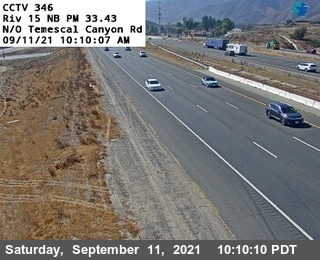 CCTV 346
Riv 15 NB PM 33.43
N/O Temescal Canyon Rd
09/11/21 10:10:07 AM
Saturday, September 11, 2021 10:10:10 PDT